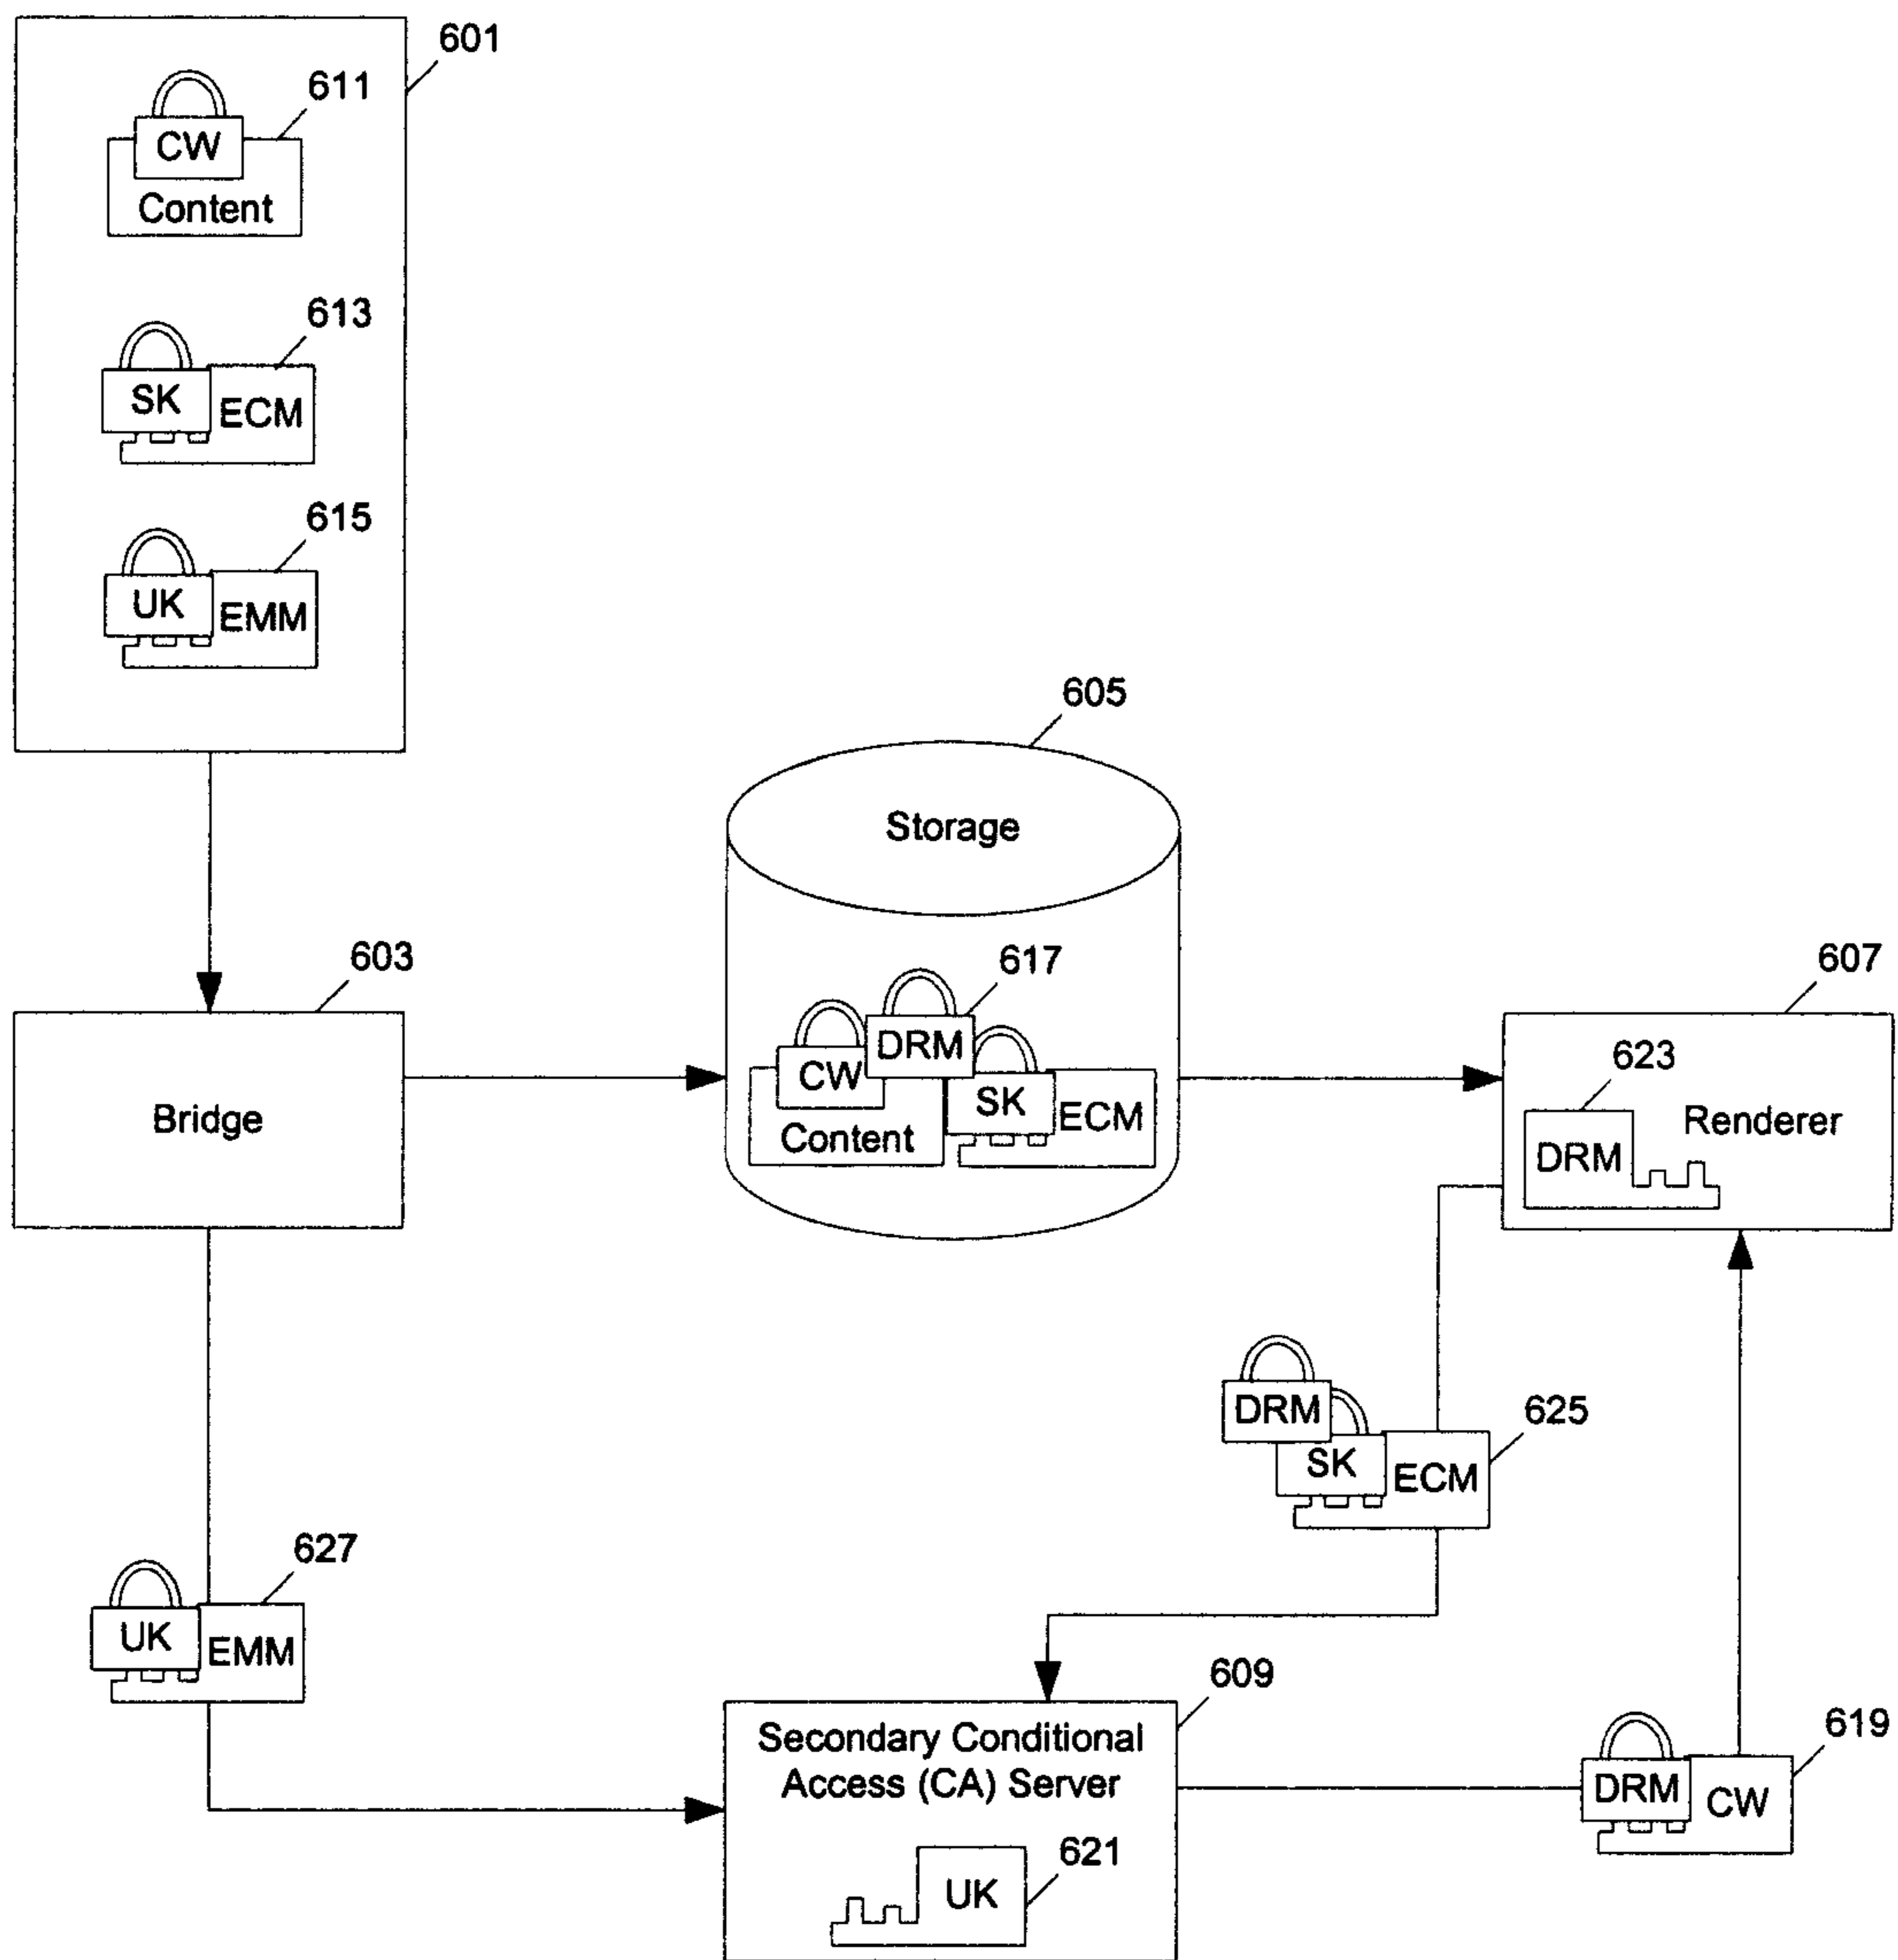 601
611
CW
Content
613
SK
ECM
615
UK
EMM
605
Storage
603
617
607
DRM
CW
SK
ECM
Content
Bridge
623
DRM
Renderer
DRM
SK
ECM
625
627
UK
EMM
609
Secondary Conditional
Access (CA) Server
619
DRM
CW
621
UK